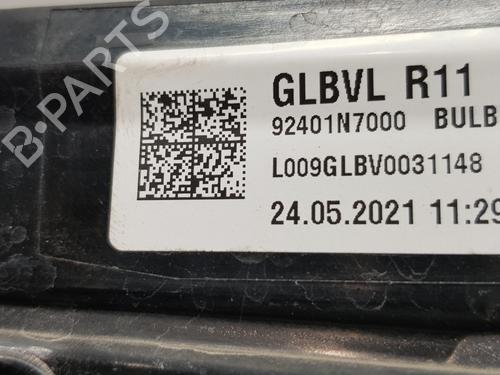 GLBVL R11
92401N7000 BULB
L009GLBV0031148
24.05.2021 11:29
B-PARTS